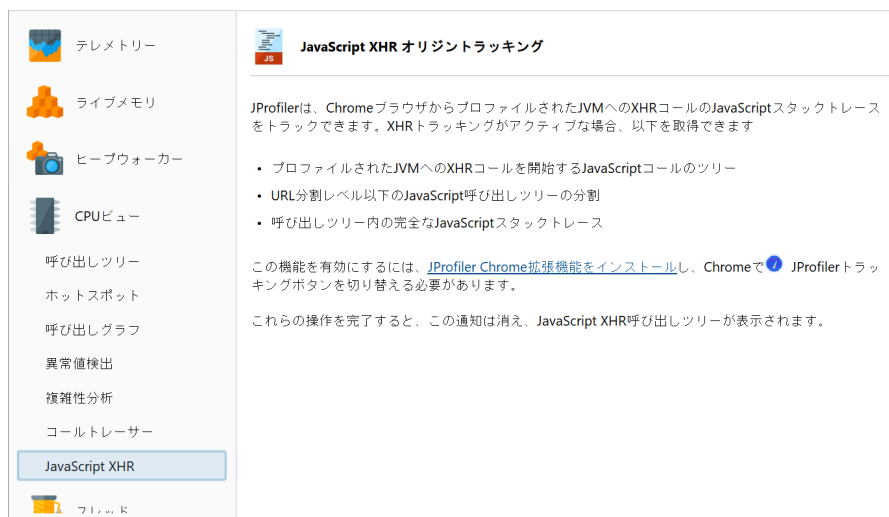 テレメトリー
ライブメモリ
ヒープウォーカー
CPUビュー
呼び出しツリー
ホットスポット
呼び出しグラフ
異常値検出
複雑性分析
コールトレーサー
JavaScript XHR
スレッド
JS
JavaScript XHR オリジントラッキング
JProfilerは、ChromeブラウザからプロファイルされたJVMへのXHRコールのJavaScriptスタックトレース
をトラックできます。XHRトラッキングがアクティブな場合、以下を取得できます
• プロファイルされたJVMへのXHRコールを開始するJavaScriptコールのツリー
• URL分割レベル以下のJavaScript呼び出しツリーの分割
• 呼び出しツリー内の完全なJavaScriptスタックトレース
この機能を有効にするには、JProfiler Chrome拡張機能をインストールし、Chromeで JProfilerトラッ
キングボタンを切り替える必要があります。
これらの操作を完了すると、この通知は消え、JavaScript XHR呼び出しツリーが表示されます。